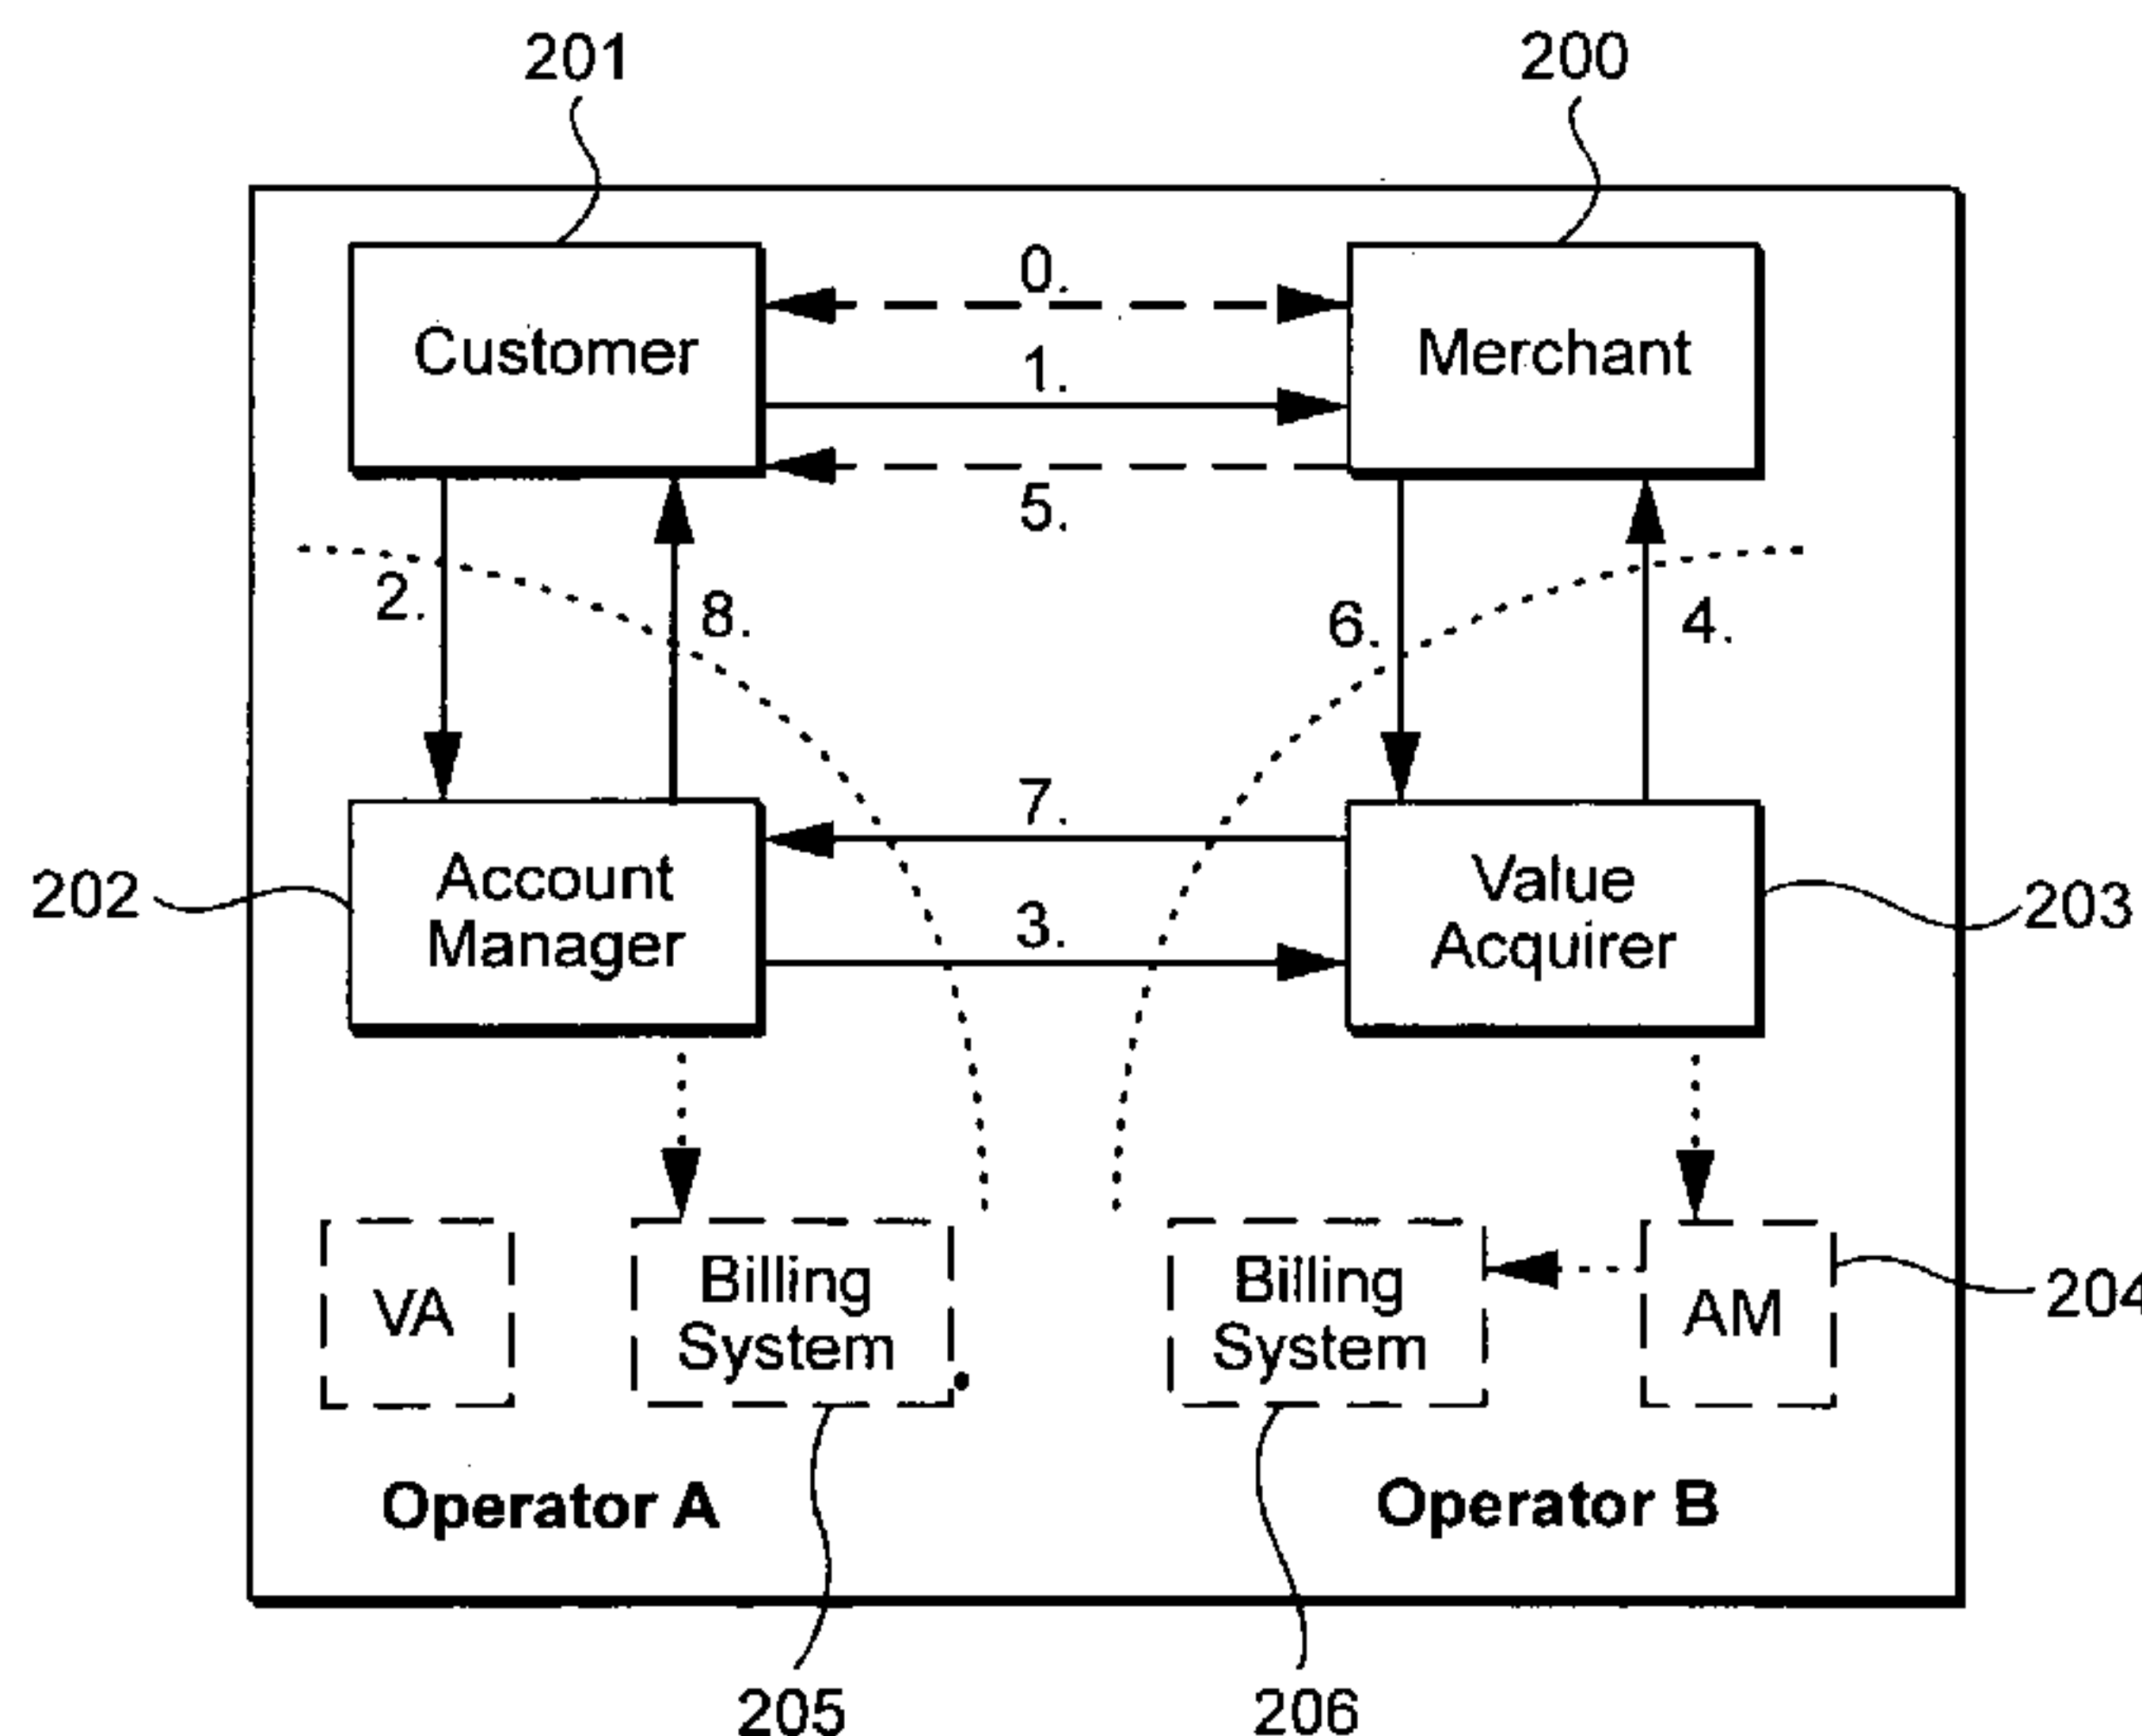 201
200
Customer
0.
Merchant
1.
5.
2.
8.
6.
4.
7.
Account
Manager
Value
Acquirer
202
203
3.
VA
Billing
System
Billing
System
AM
204
Operator A
Operator B
205
206